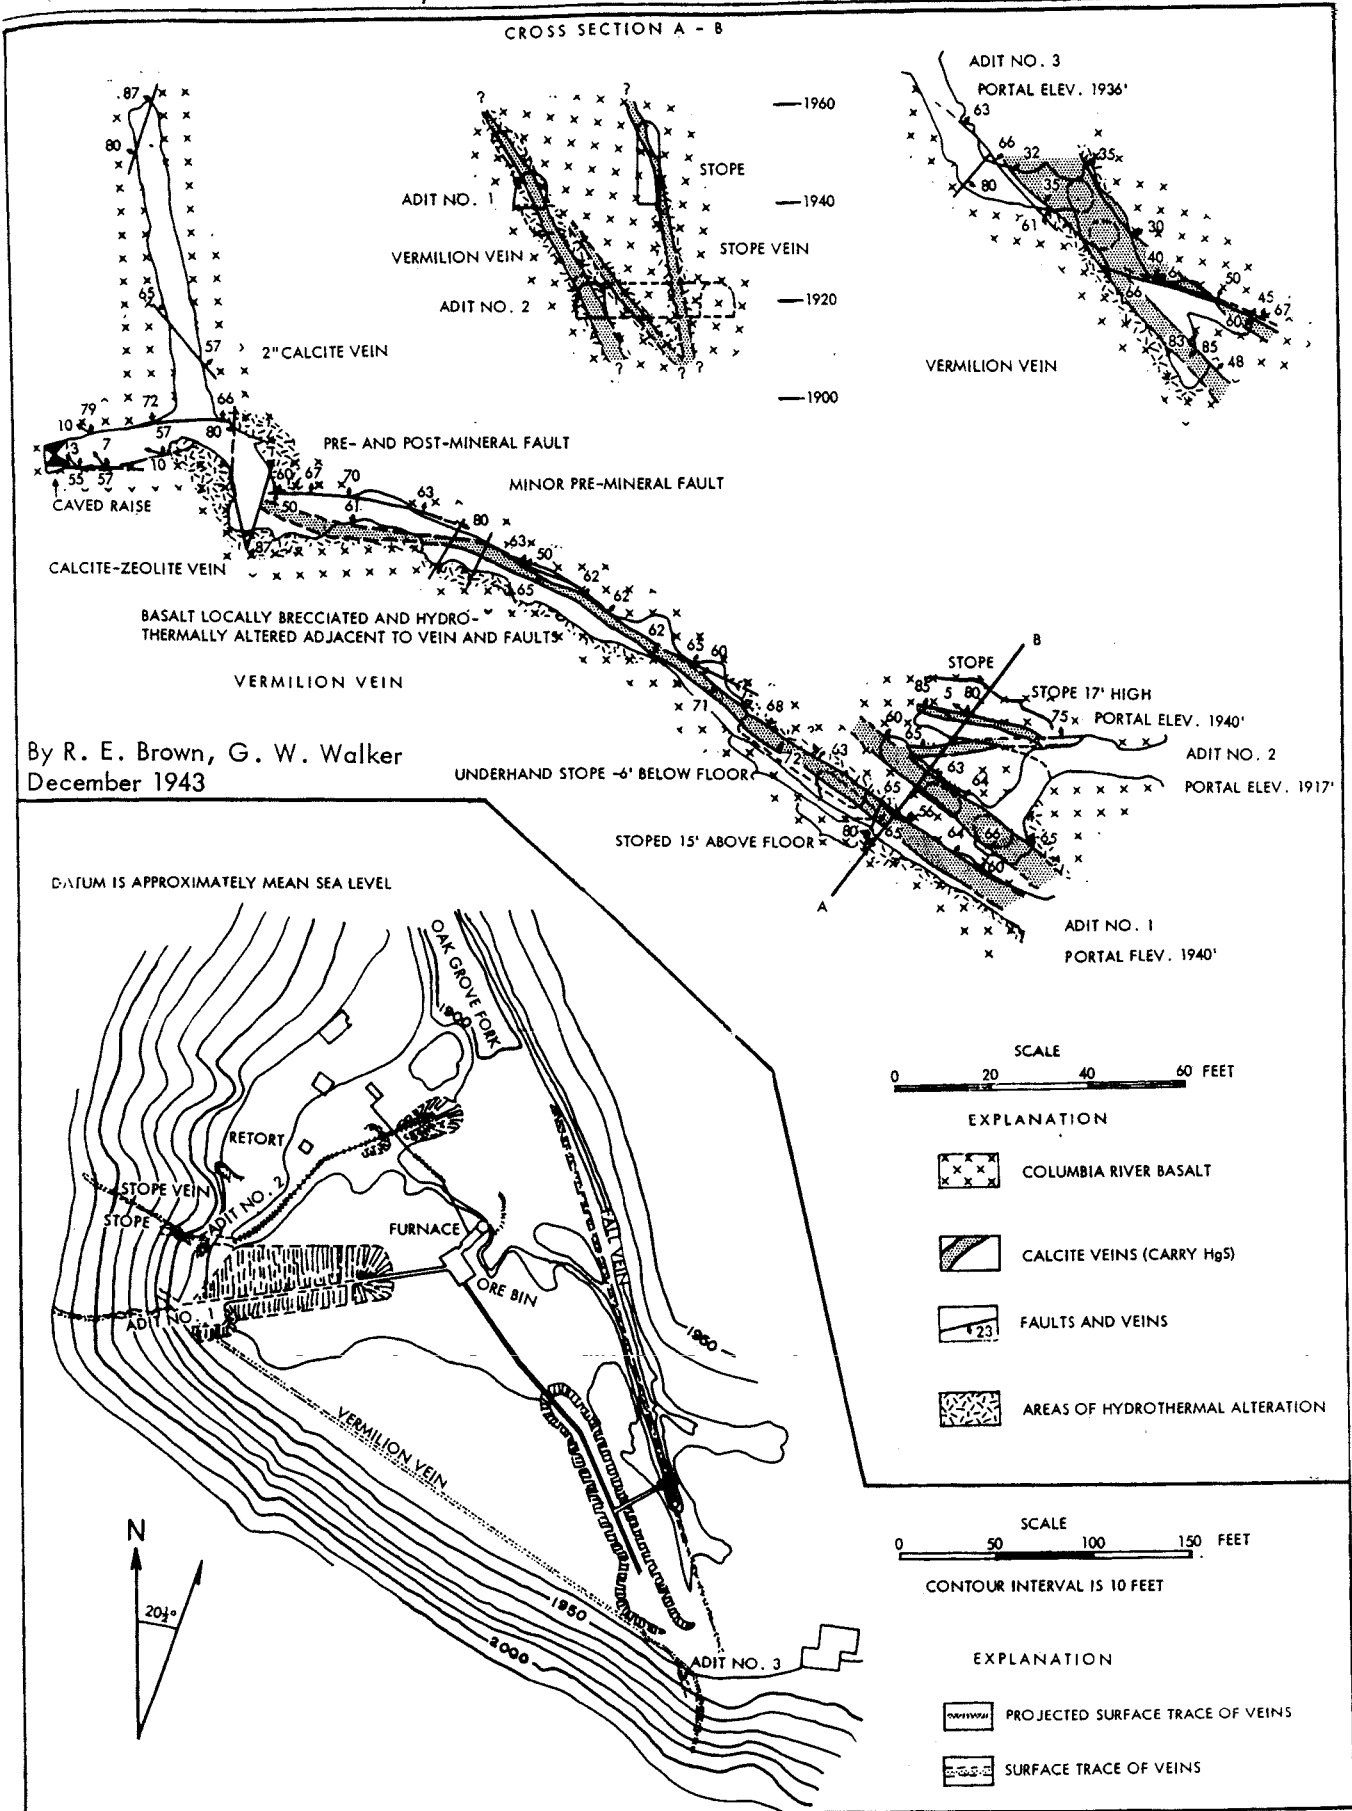 CROSS SECTION A - B
ADIT NO. 3
PORTAL ELEV. 1936'
87
80
65
57
2" CALCITE VEIN
?
?
1960
STOPE
ADIT NO. 1
1940
VERMILION VEIN
STOPE VEIN
ADIT NO. 2
1920
1900
?
?
?
63
66
32
35
80
35
61
30
40
6
50
66
45
67
60
83
85
48
VERMILION VEIN
79
72
66
10
57
80
3
7
10
55
57
CAVED RAISE
PRE- AND POST-MINERAL FAULT
60
67
70
63
MINOR PRE-MINERAL FAULT
50
61
80
87
63
50
CALCITE-ZEOLITE VEIN
65
62
62
BASALT LOCALLY BRECCIATED AND HYDRO-
THERMALLY ALTERED ADJACENT TO VEIN AND FAULTS
62
65
60
VERMILION VEIN
71
68
B
STOPE
85
5
80
STOPE 17' HIGH
60
75
PORTAL ELEV. 1940'
65
ADIT NO. 2
By R. E. Brown, G. W. Walker
December 1943
63
72
63
64
UNDERHAND STOPE -6' BELOW FLOOR
PORTAL ELEV. 1917'
65
56
STOPED 15' ABOVE FLOOR
80
65
64
66
65
60
A
ADIT NO. 1
PORTAL ELEV. 1940'
DATUM IS APPROXIMATELY MEAN SEA LEVEL
OAK GROVE FORK
1900
RETORT
STOPE VEIN
STOPE
ADIT NO. 2
FURNACE
FALL VEIN
ORE BIN
ADIT NO. 1
1950
VERMILION VEIN
N
20½°
1950
2000
ADIT NO. 3
SCALE
0 20 40 60 FEET
EXPLANATION
COLUMBIA RIVER BASALT
CALCITE VEINS (CARRY HgS)
23
FAULTS AND VEINS
AREAS OF HYDROTHERMAL ALTERATION
SCALE
0 50 100 150 FEET
CONTOUR INTERVAL IS 10 FEET
EXPLANATION
PROJECTED SURFACE TRACE OF VEINS
SURFACE TRACE OF VEINS